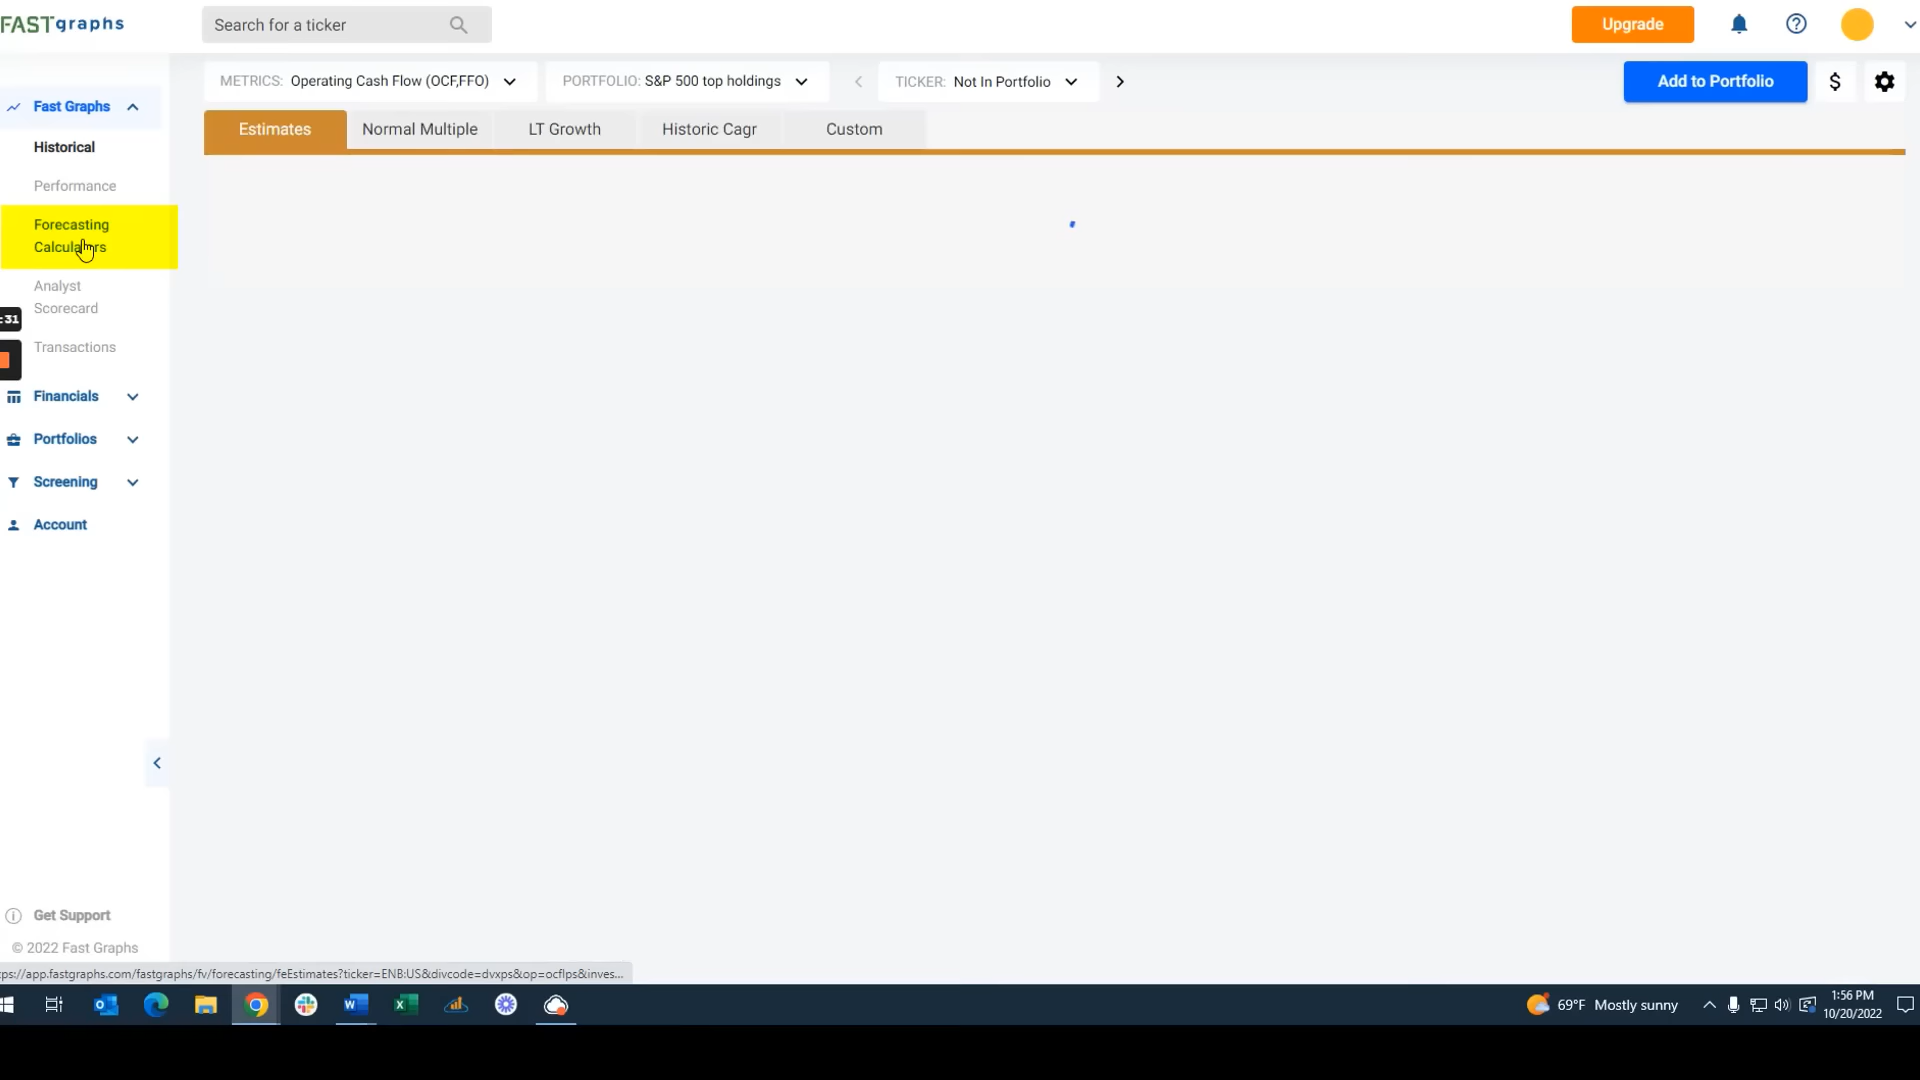 FASTgraphs
Search for a ticker
Upgrade
METRICS: Operating Cash Flow (OCF,FFO)
PORTFOLIO: S&P 500 top holdings
TICKER: Not In Portfolio
Add to Portfolio
$
Estimates
Normal Multiple
LT Growth
Historic Cagr
Custom
Fast Graphs
Historical
Performance
Forecasting
Calculators
Analyst
Scorecard
:31
Transactions
Financials
Portfolios
Screening
Account
Get Support
© 2022 Fast Graphs
ps://app.fastgraphs.com/fastgraphs/fv/forecasting/feEstimates?ticker=ENB:US&divcode=dvxps&op=ocflps&inves...
69°F Mostly sunny
1:56 PM
10/20/2022